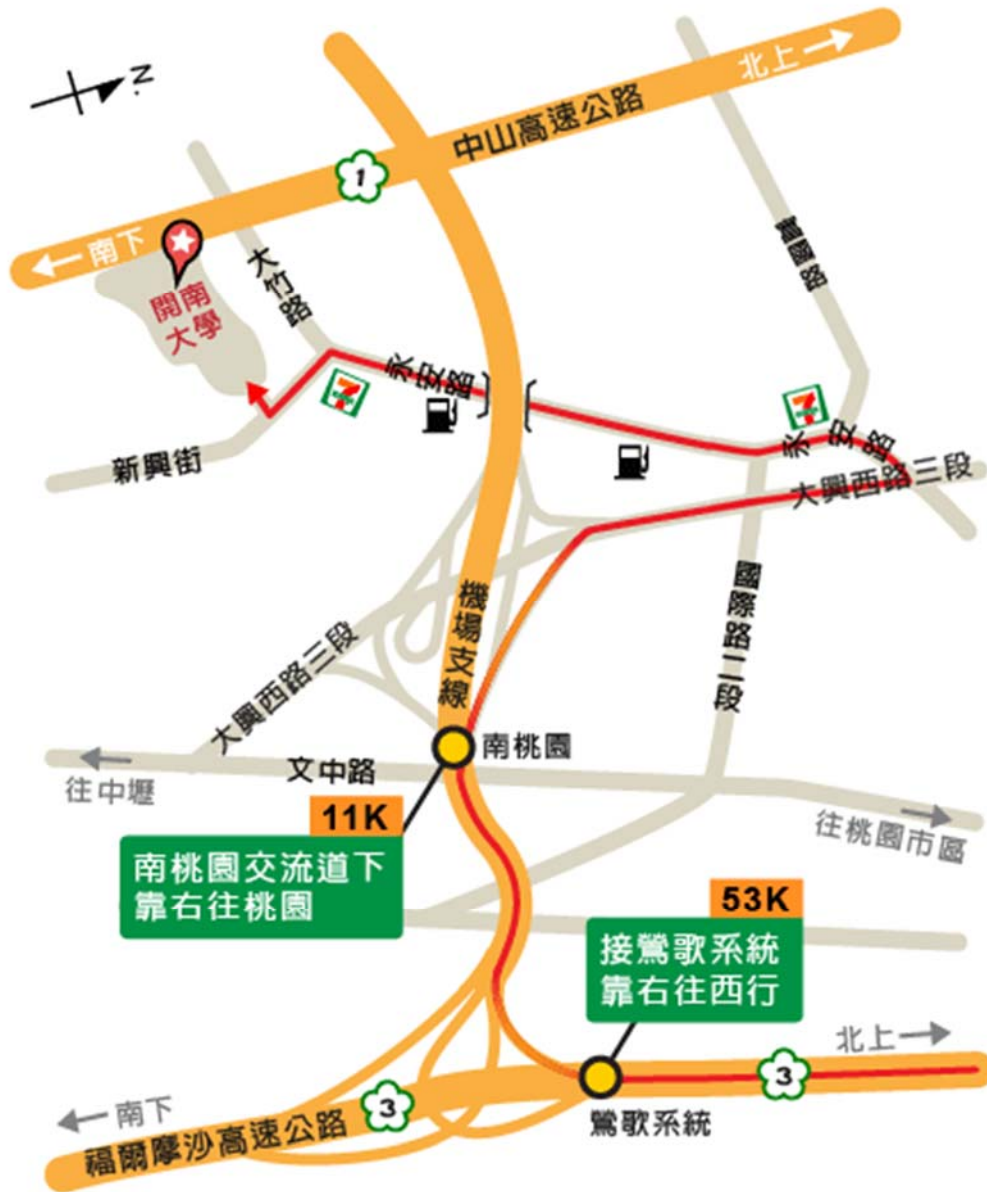 N
北上
中山高速公路
1
南下
開南
大學
大竹路
寶國路
永安路
7
7
永安路
新興街
大興西路三段
機場支線
國際路二段
大興西路三段
南桃園
文中路
往中壢
往桃園市區
11K
南桃園交流道下
靠右往桃園
53K
接鶯歌系統
靠右往西行
北上
3
3
南下
福爾摩沙高速公路
鶯歌系統